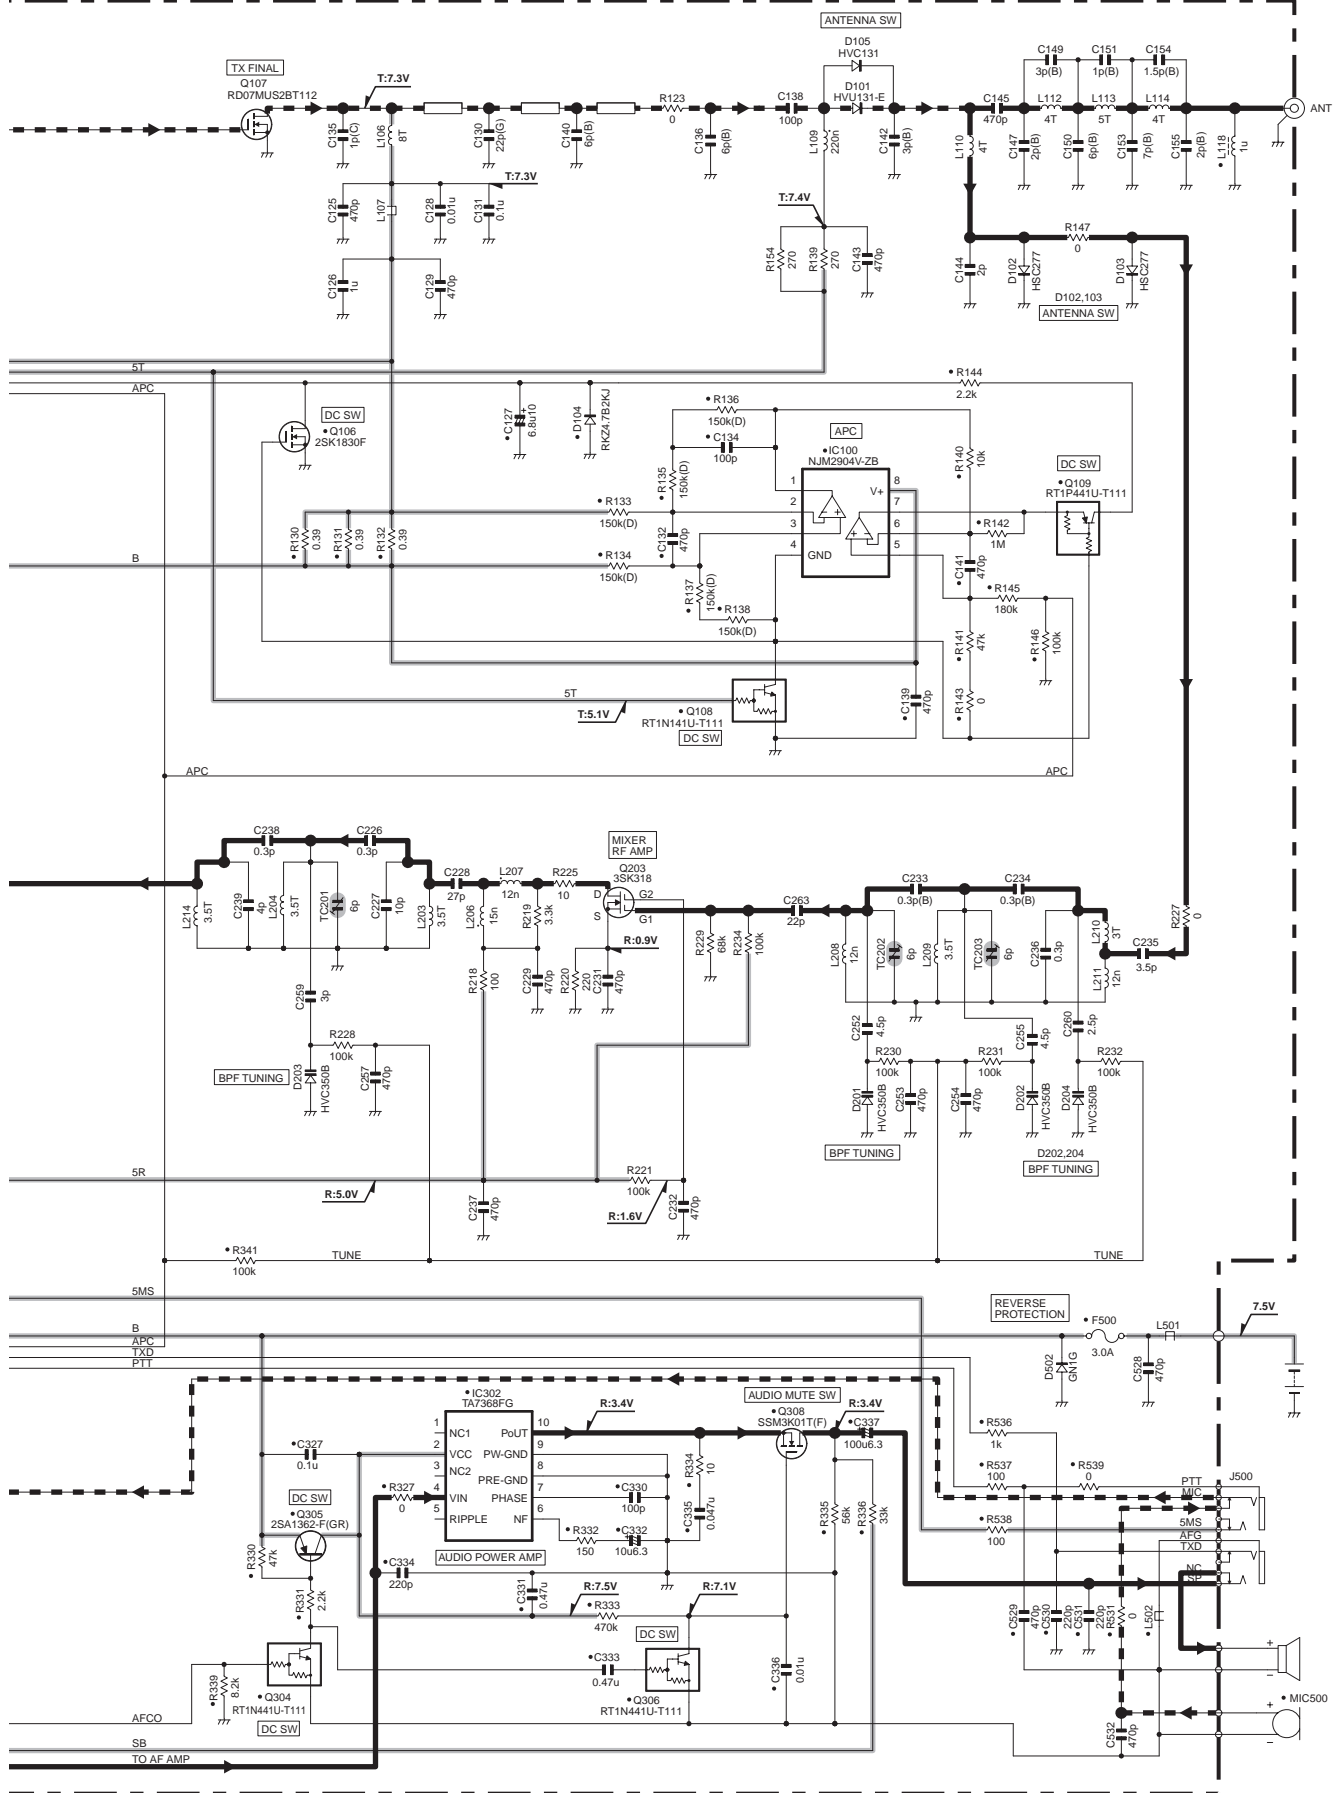 ANTENNA SW
D105
HVC131
C149
3p(B)
C151
1p(B)
C154
1.5p(B)
TX FINAL
Q107
RD07MUS2BT112
T:7.3V
D101
HVU131-E
R123
0
C138
100p
C145
470p
L112
4T
L113
5T
L114
4T
ANT
C135
1p(C)
L106
8T
C130
22p(G)
C140
6p(B)
C136
6p(B)
L109
220n
C142
3p(B)
L110
4T
C147
2p(B)
C150
6p(B)
C153
7p(B)
C155
2p(B)
• L118
1u
T:7.3V
C125
470p
L107
C128
0.01u
C131
0.1u
T:7.4V
R154
270
R139
270
C143
470p
R147
0
C126
1u
C129
470p
C144
2p
D102
HSC277
D103
HSC277
D102,103
ANTENNA SW
5T
APC
• R144
2.2k
DC SW
• Q106
2SK1830F
• C127
6.8u10
+
• D104
RKZ4.7B2KJ
• R136
150k(D)
• C134
100p
APC
• IC100
NJM2904V-ZB
• R135
150k(D)
• R140
10k
DC SW
• Q109
RT1P441U-T111
1
2
3
4
GND
V+
8
7
6
5
• R133
150k(D)
• R130
0.39
• R131
0.39
• R132
0.39
• C132
470p
• R142
1M
B
• R134
150k(D)
• C141
470p
• R137
150k(D)
• R138
150k(D)
• R145
180k
• R141
47k
• R146
100k
5T
T:5.1V
• Q108
RT1N141U-T111
DC SW
• C139
470p
• R143
0
APC
APC
C238
0.3p
C226
0.3p
MIXER
RF AMP
Q203
3SK318
C228
27p
L207
12n
R225
10
D
S
G2
G1
C233
0.3p(B)
C234
0.3p(B)
L214
3.5T
C239
4p
L204
3.5T
TC201
6p
C227
10p
L203
3.5T
L206
15n
R219
3.3k
C263
22p
R227
0
R:0.9V
R229
68k
R234
100k
L208
12n
TC202
6p
L209
3.5T
TC203
6p
C236
0.3p
L210
3T
C235
3.5p
L211
12n
R218
100
C229
470p
R220
220
C231
470p
C259
3p
C252
4.5p
C255
4.5p
C260
2.5p
R228
100k
R230
100k
R231
100k
R232
100k
BPF TUNING
D203
HVC350B
C257
470p
D201
HVC350B
C253
470p
C254
470p
D202
HVC350B
D204
HVC350B
BPF TUNING
D202,204
BPF TUNING
5R
R:5.0V
R221
100k
R:1.6V
C237
470p
C232
470p
• R341
100k
TUNE
TUNE
5MS
REVERSE
PROTECTION
• F500
3.0A
L501
7.5V
B
APC
TXD
PTT
D502
GN1G
C528
470p
• IC302
TA7368FG
1
NC1
2
VCC
3
NC2
4
VIN
5
RIPPLE
PoUT
10
PW-GND
9
PRE-GND
8
PHASE
7
NF
6
AUDIO POWER AMP
R:3.4V
AUDIO MUTE SW
• Q308
SSM3K01T(F)
R:3.4V
• C337
100u6.3
• C327
0.1u
• R334
10
• R536
1k
• R537
100
• R539
0
PTT
MIC
J500
• R327
0
• C330
100p
• C335
0.047u
DC SW
• Q305
2SA1362-F(GR)
• R335
56k
• R336
33k
• R538
100
5MS
AFG
TXD
NC
SP
• R332
150
• C332
10u6.3
+
• R330
47k
• C334
220p
• R331
2.2k
• C331
0.47u
R:7.5V
• R333
470k
R:7.1V
• C529
470p
• C530
220p
• C531
220p
• R531
0
• L502
DC SW
• C333
0.47u
• C336
0.01u
• R339
8.2k
• Q304
RT1N441U-T111
DC SW
• Q306
RT1N441U-T111
+
−
• MIC500
+
−
C532
470p
AFCO
SB
TO AF AMP